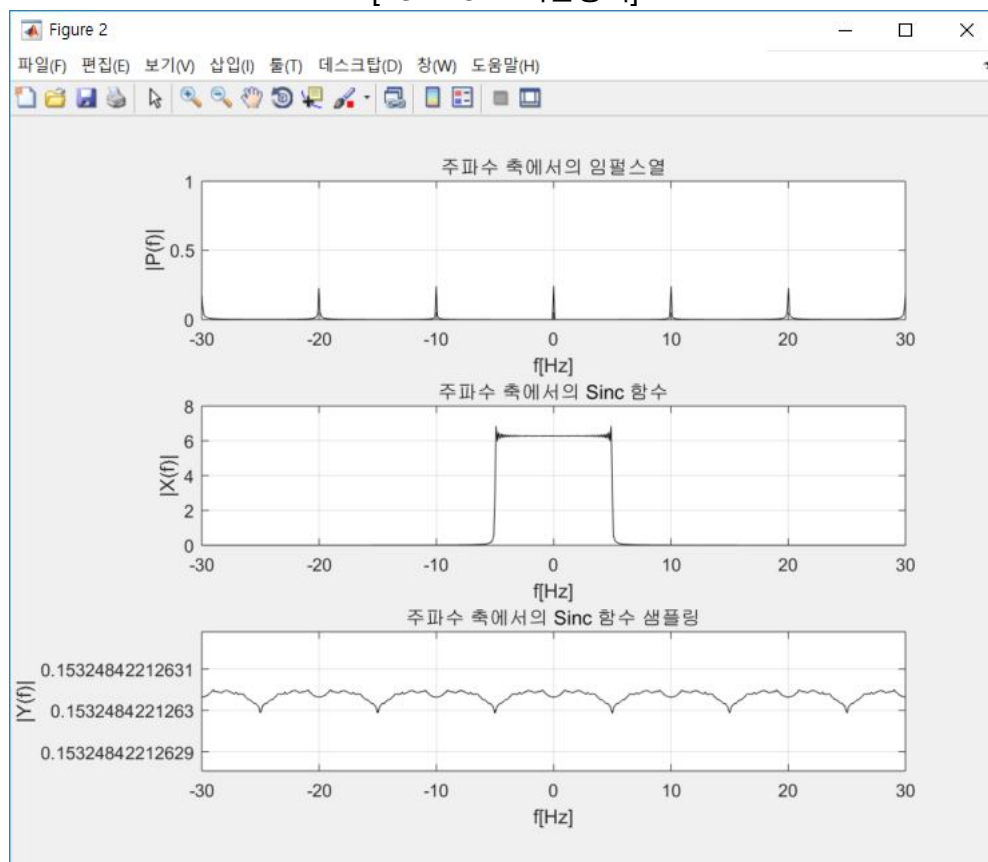 Figure 2
파일(F) 편집(E) 보기(V) 삽입(I) 툴(T) 데스크탑(D) 창(W) 도움말(H)
주파수 축에서의 임펄스열
|P(f)|
1
0.5
0
-30 -20 -10 0 10 20 30
f[Hz]
주파수 축에서의 Sinc 함수
|X(f)|
8
6
4
2
0
-30 -20 -10 0 10 20 30
f[Hz]
주파수 축에서의 Sinc 함수 샘플링
|Y(f)|
0.15324842212631
0.1532484221263
0.15324842212629
-30 -20 -10 0 10 20 30
f[Hz]